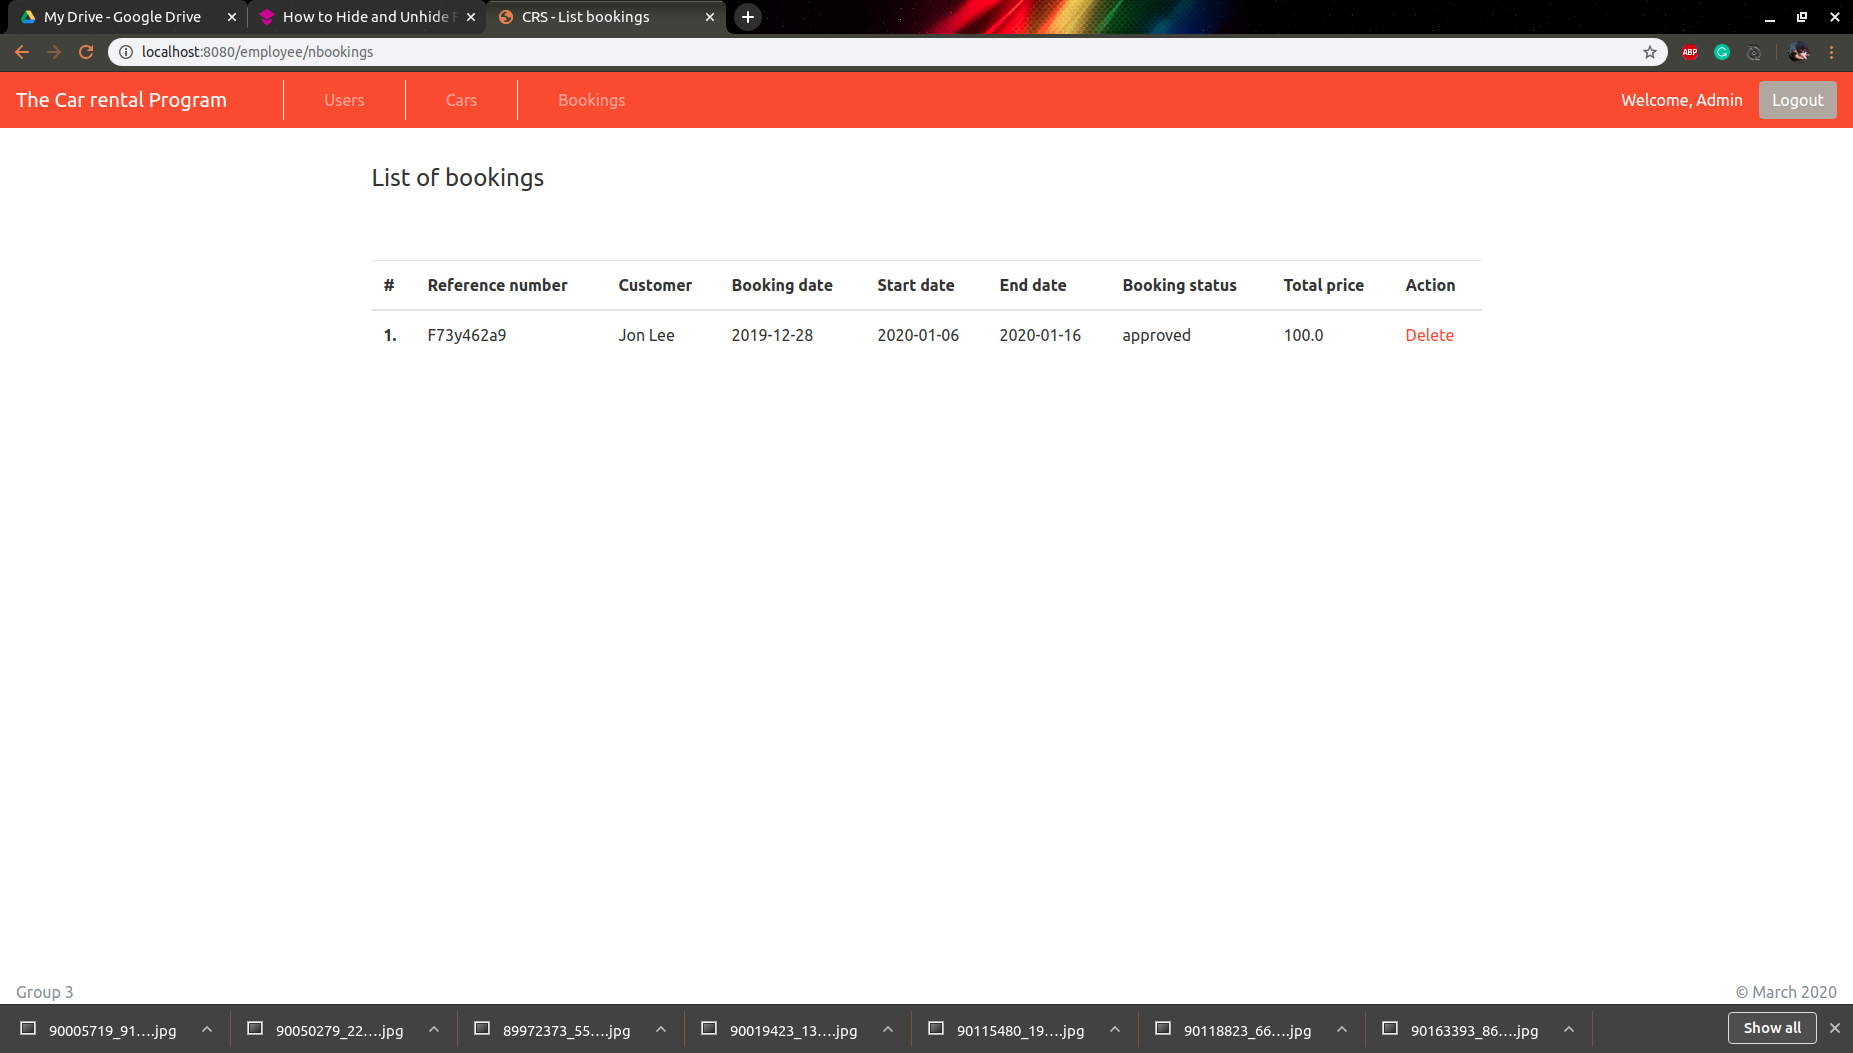 My Drive - Google Drive
How to Hide and Unhide
CRS - List bookings
localhost:8080/employee/nbookings
ABP
The Car rental Program Users Cars Bookings Welcome, Admin Logout
List of bookings
# Reference number Customer Booking date Start date End date Booking status Total price Action
1. F73y462a9 Jon Lee 2019-12-28 2020-01-06 2020-01-16 approved 100.0 Delete
Group 3 © March 2020
90005719_91....jpg 90050279_22....jpg 89972373_55....jpg 90019423_13....jpg 90115480_19....jpg 90118823_66....jpg 90163393_86....jpg Show all